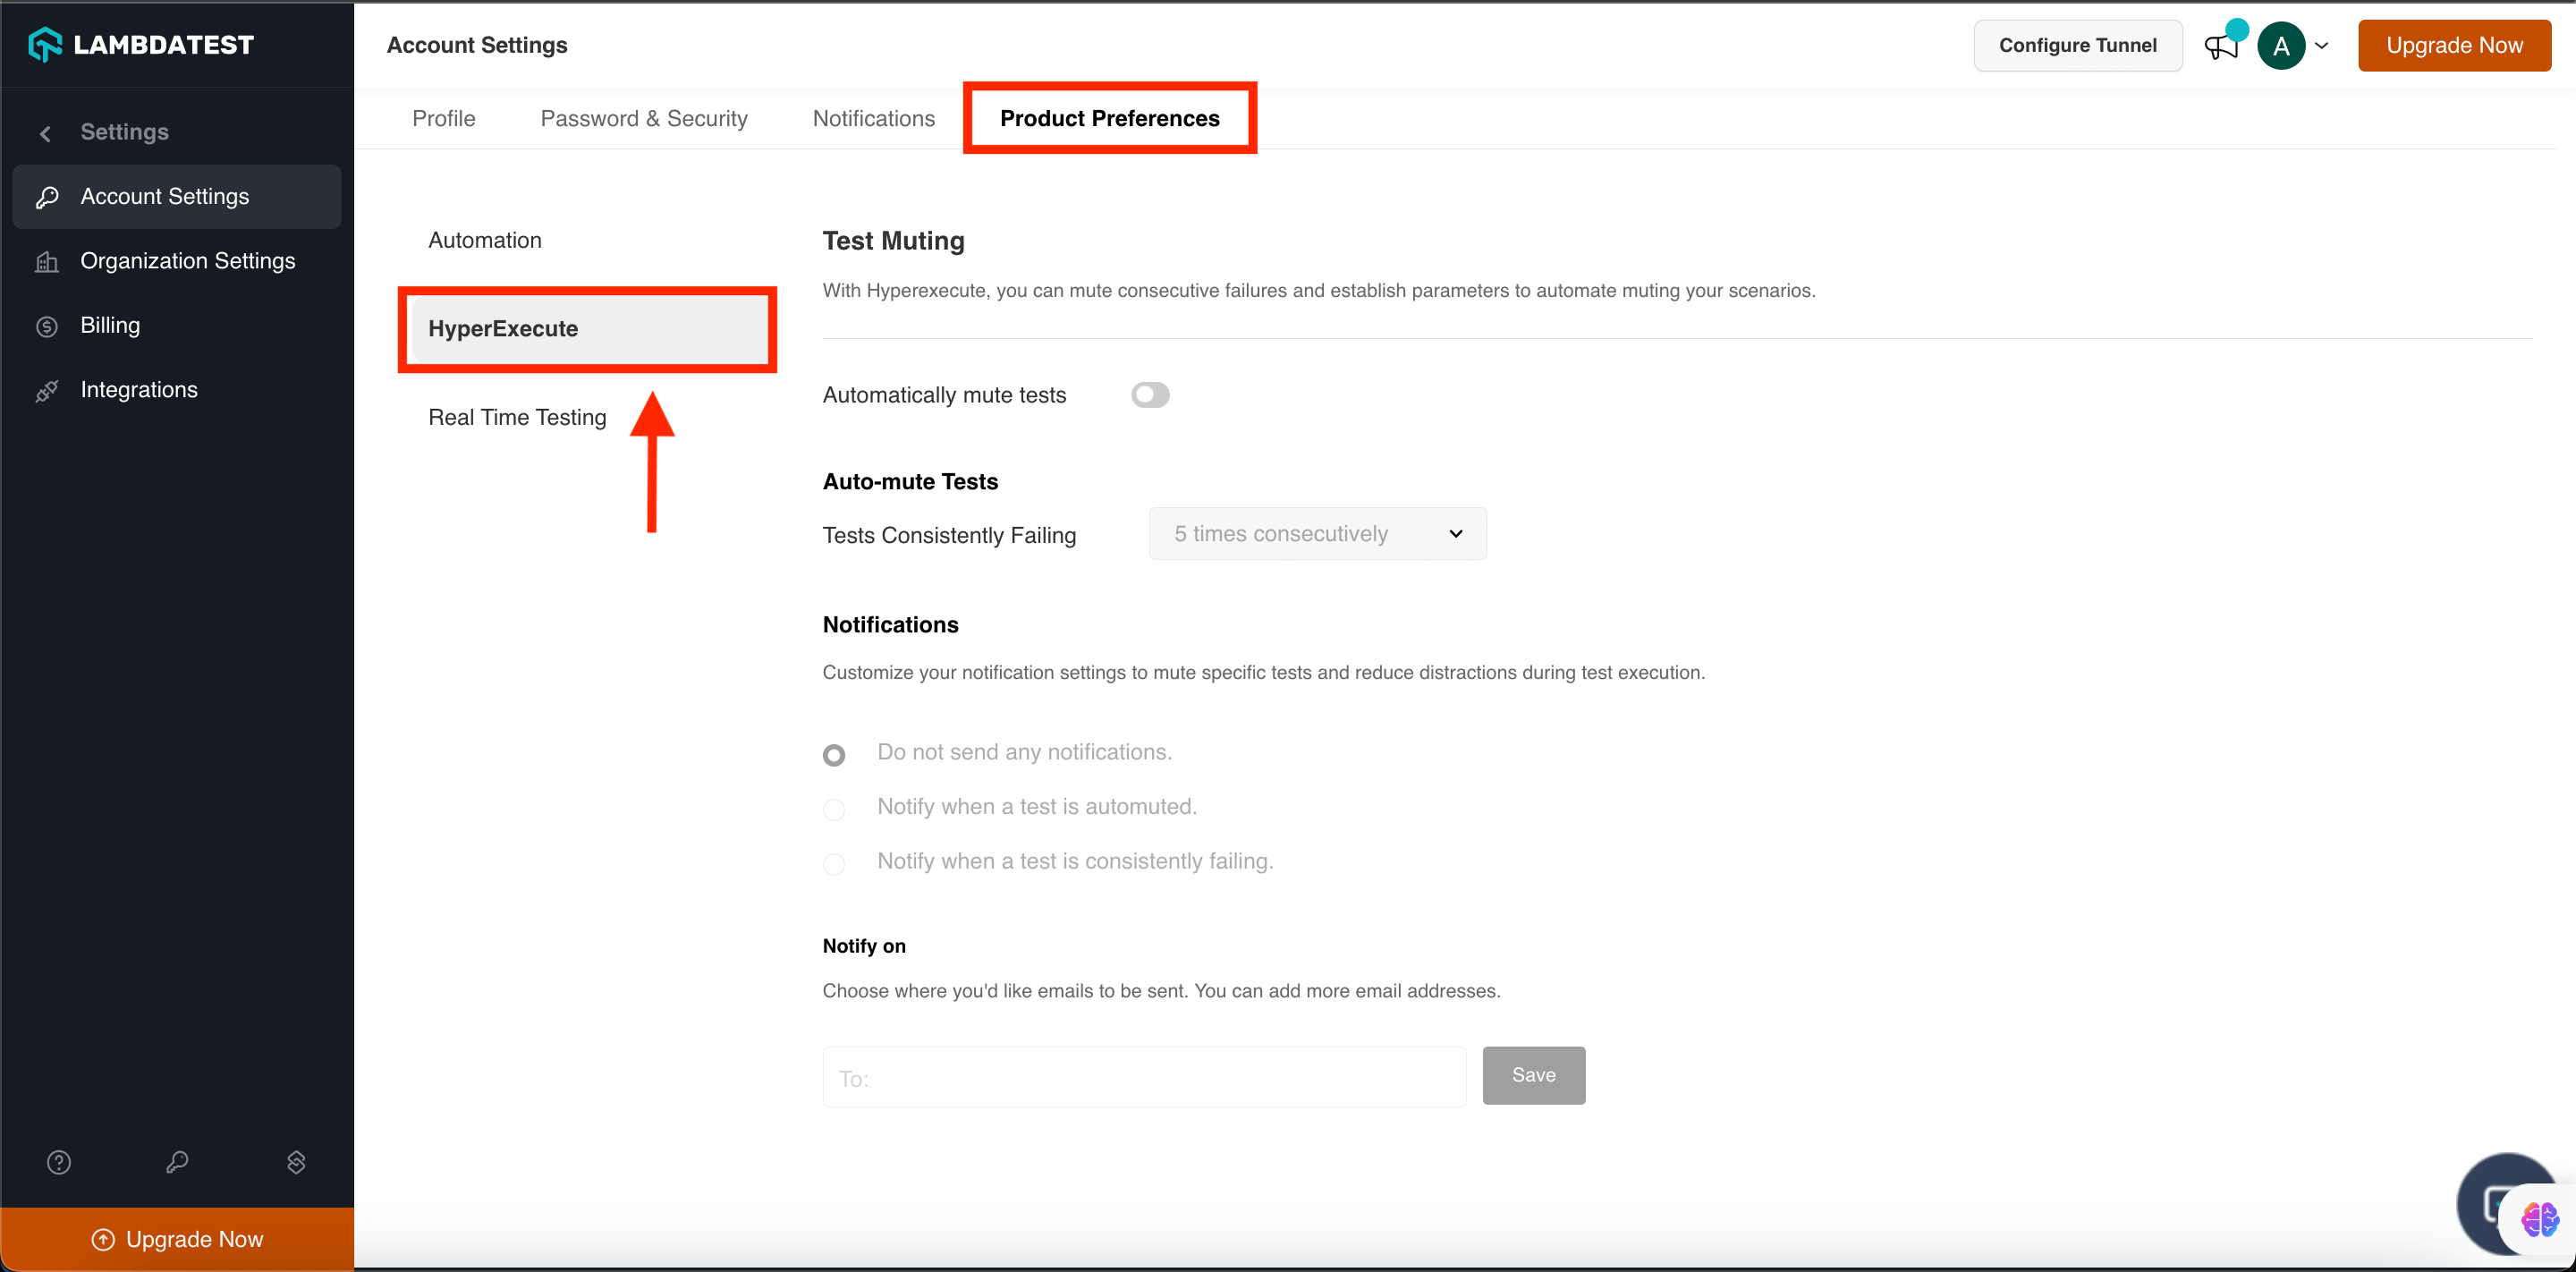 LAMBDATEST
Account Settings
Configure Tunnel
A
Upgrade Now
Settings
Account Settings
Organization Settings
Billing
Integrations
Profile
Password & Security
Notifications
Product Preferences
Automation
HyperExecute
Real Time Testing
Test Muting
With Hyperexecute, you can mute consecutive failures and establish parameters to automate muting your scenarios.
Automatically mute tests
Auto-mute Tests
Tests Consistently Failing
5 times consecutively
Notifications
Customize your notification settings to mute specific tests and reduce distractions during test execution.
Do not send any notifications.
Notify when a test is automuted.
Notify when a test is consistently failing.
Notify on
Choose where you'd like emails to be sent. You can add more email addresses.
To:
Save
Upgrade Now